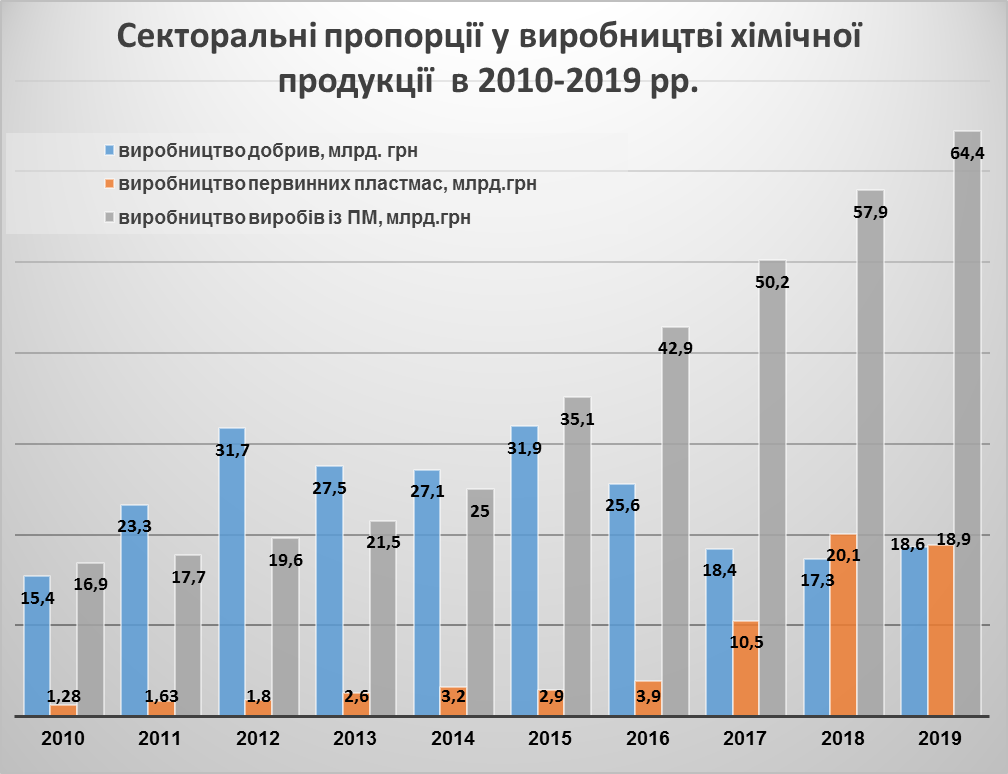 Секторальні пропорції у виробництві хімічної
продукції в 2010-2019 рр.
виробництво добрив, млрд. грн
виробництво первинних пластмас, млрд.грн
виробництво виробів із ПМ, млрд.грн
15,4 1,28 16,9
23,3 1,63 17,7
31,7 1,8 19,6
27,5 2,6 21,5
27,1 3,2 25
31,9 2,9 35,1
25,6 3,9 42,9
18,4 10,5 50,2
17,3 20,1 57,9
18,6 18,9 64,4
2010 2011 2012 2013 2014 2015 2016 2017 2018 2019